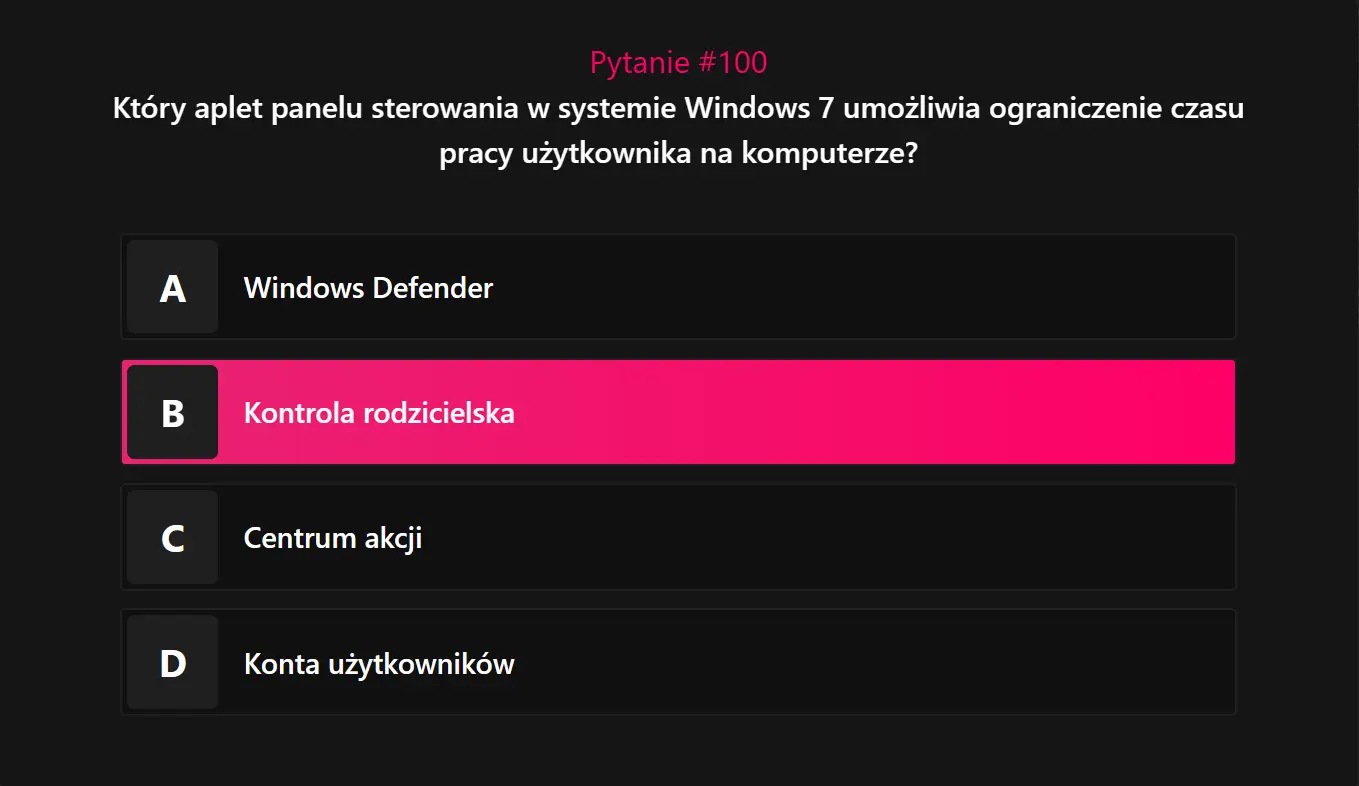 Pytanie #100
Który aplet panelu sterowania w systemie Windows 7 umożliwia ograniczenie czasu
pracy użytkownika na komputerze?
A Windows Defender
B Kontrola rodzicielska
C Centrum akcji
D Konta użytkowników